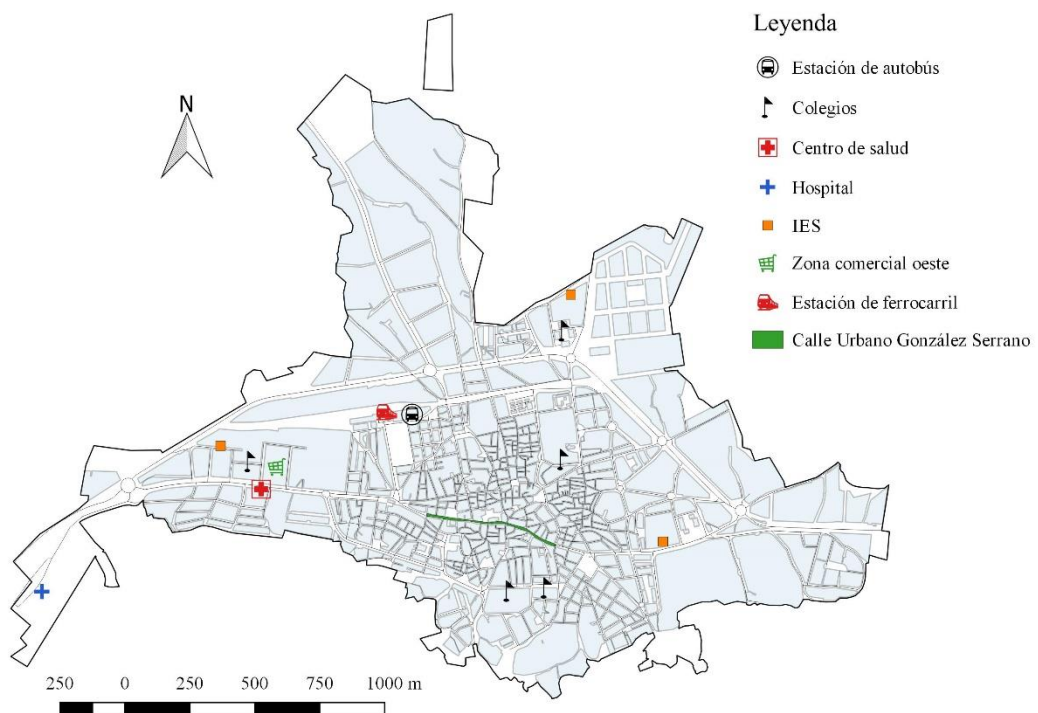 Leyenda
Estación de autobús
Colegios
Centro de salud
Hospital
IES
Zona comercial oeste
Estación de ferrocarril
Calle Urbano González Serrano
N
250 0 250 500 750 1000 m